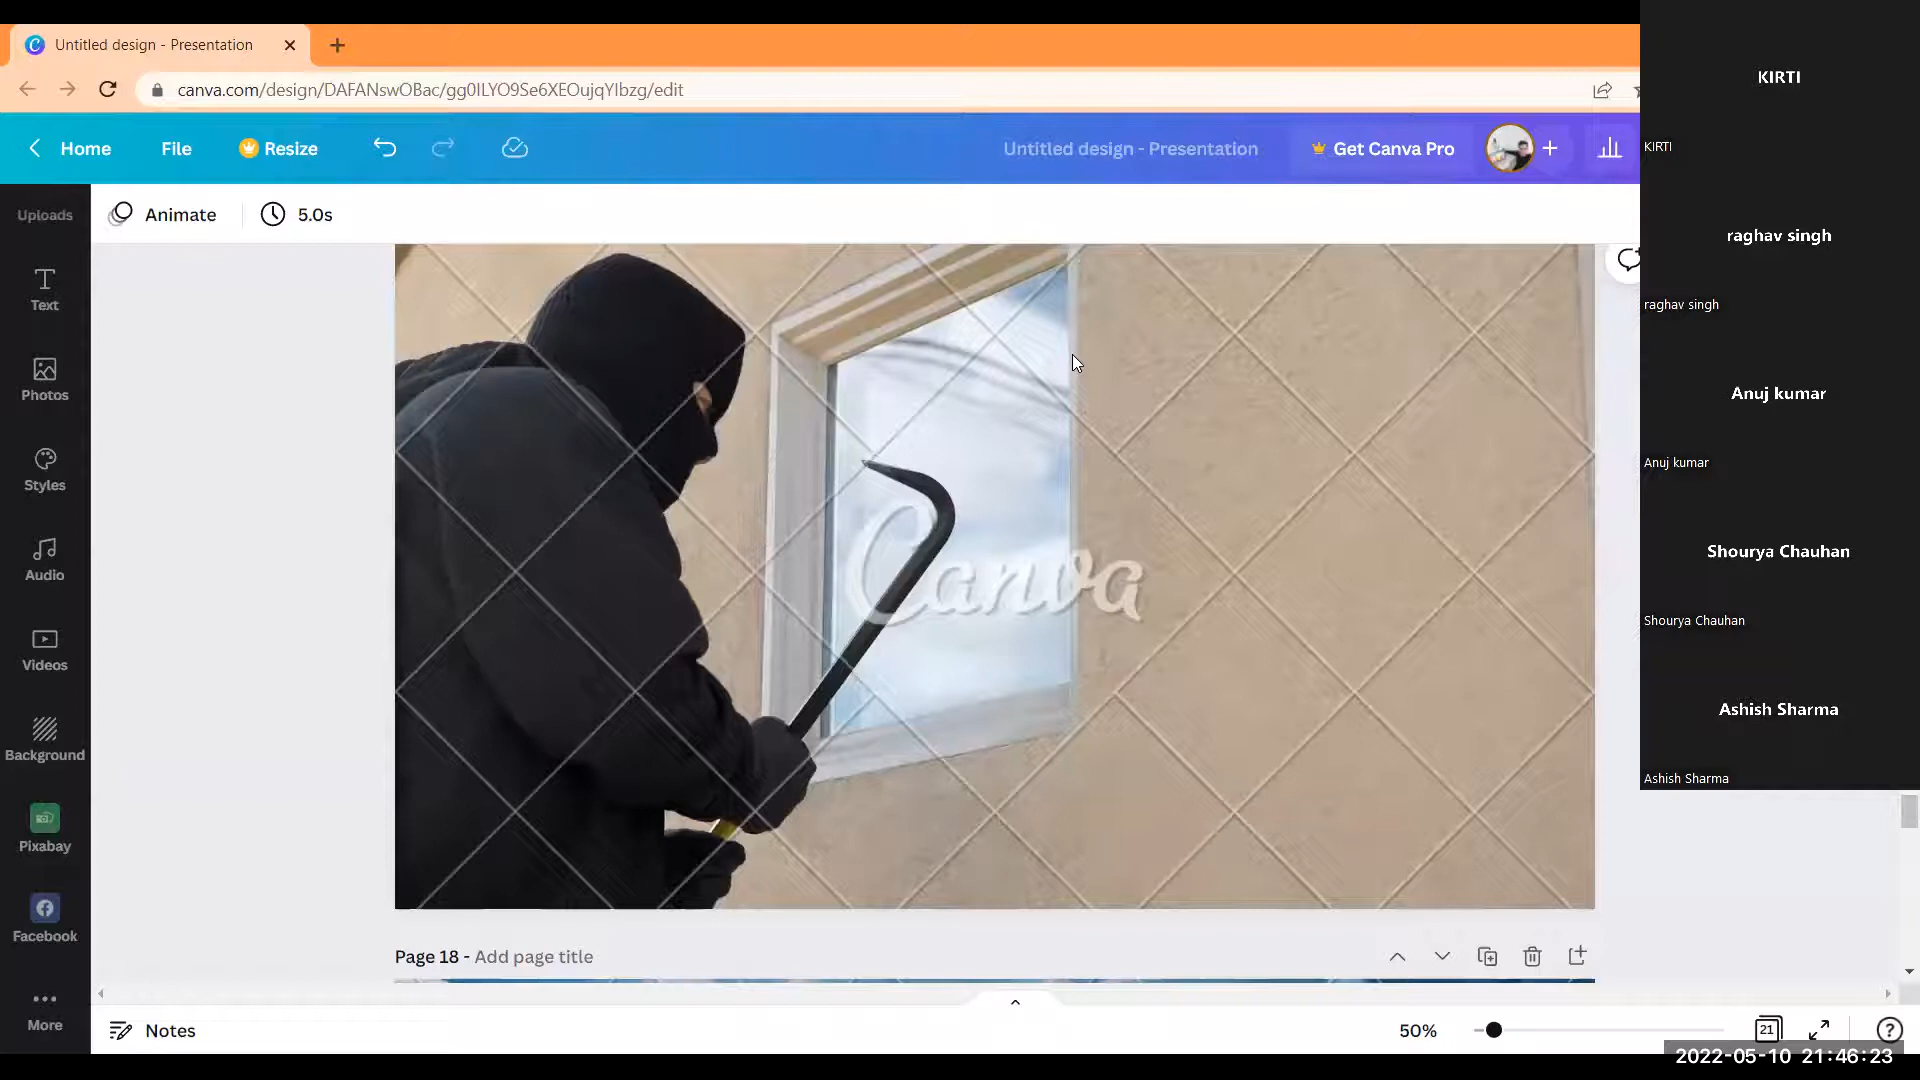 Untitled design - Presentation
canva.com/design/DAFANswOBac/gg0ILYO9Se6XEOujqYIbzg/edit
Home File Resize Untitled design - Presentation Get Canva Pro
Animate 5.0s
Uploads
Text
Photos
Styles
Audio
Videos
Background
Pixabay
Facebook
More
Canva
Page 18 - Add page title
Notes 50% 21
KIRTI
KIRTI
raghav singh
raghav singh
Anuj kumar
Anuj kumar
Shourya Chauhan
Shourya Chauhan
Ashish Sharma
Ashish Sharma
2022-05-10 21:46:23